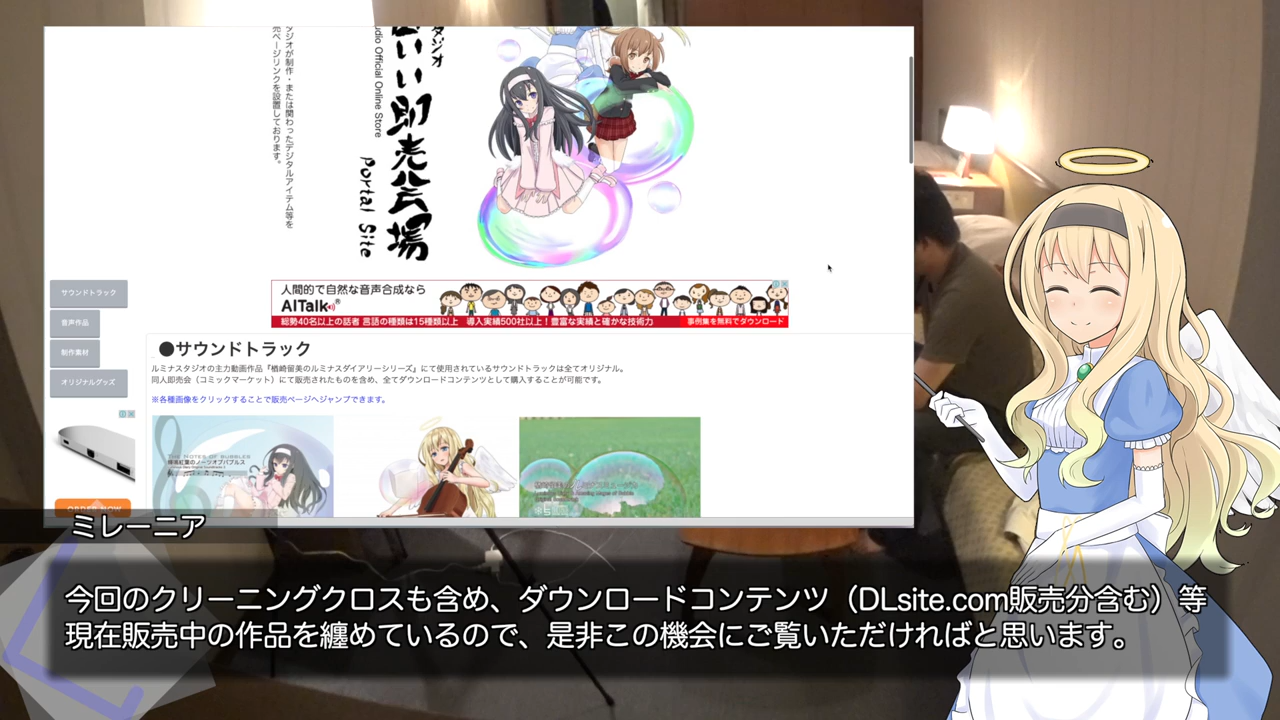 タジオ
いい即売会場
udio Official Online Store
Portal Site
タジオが制作・または関わったデジタルアイテム等を
売ページリンクを設置しております。
サウンドトラック
音声作品
制作素材
オリジナルグッズ
人間的で自然な音声合成なら
AITalk®
総勢40名以上の話者 言語の種類は15種類以上 導入実績500社以上！豊富な実績と確かな技術力
事例集を無料でダウンロード
●サウンドトラック
ルミナスタジオの主力動画作品『楢崎留美のルミナスダイアリーシリーズ』にて使用されているサウンドトラックは全てオリジナル。
同人即売会（コミックマーケット）にて販売されたものを含め、全てダウンロードコンテンツとして購入することが可能です。
※各種画像をクリックすることで販売ページへジャンプできます。
THE NOTES OF BUBBLES
ORDER NOW
ミレーニア
今回のクリーニングクロスも含め、ダウンロードコンテンツ（DLsite.com販売分含む）等
現在販売中の作品を纏めているので、是非この機会にご覧いただければと思います。